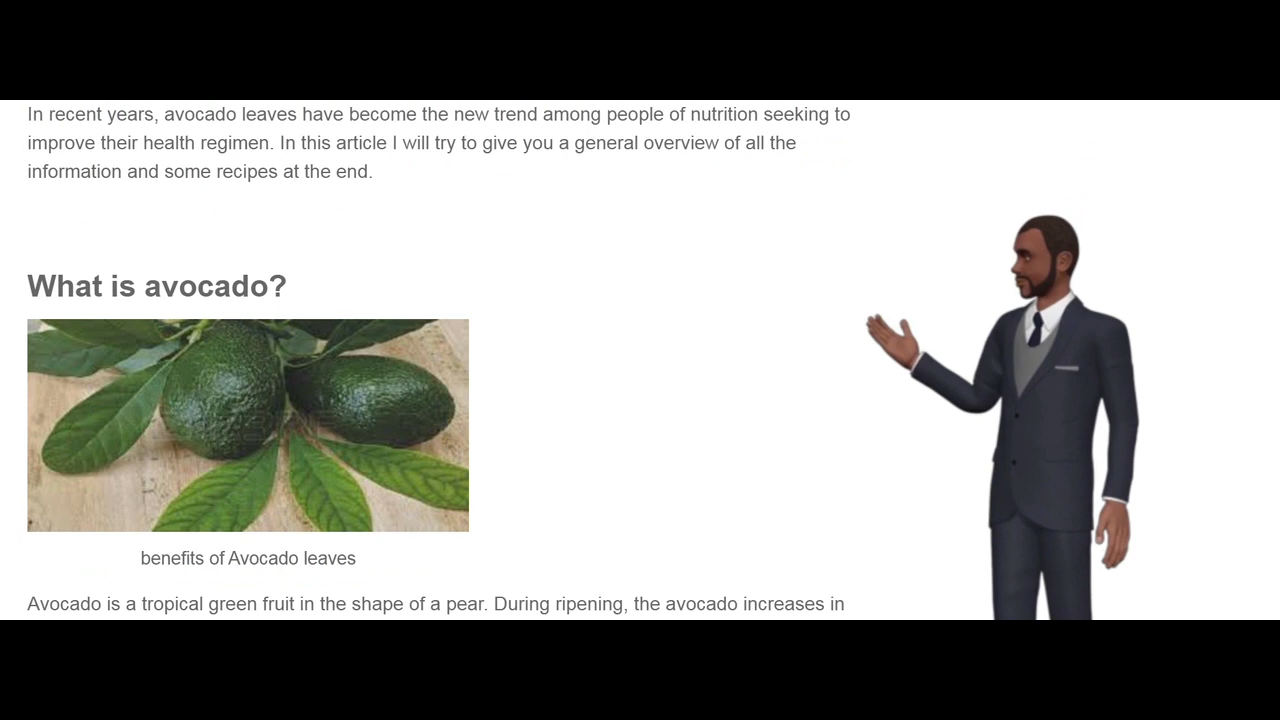 In recent years, avocado leaves have become the new trend among people of nutrition seeking to
improve their health regimen. In this article I will try to give you a general overview of all the
information and some recipes at the end.
What is avocado?
benefits of Avocado leaves
Avocado is a tropical green fruit in the shape of a pear. During ripening, the avocado increases in